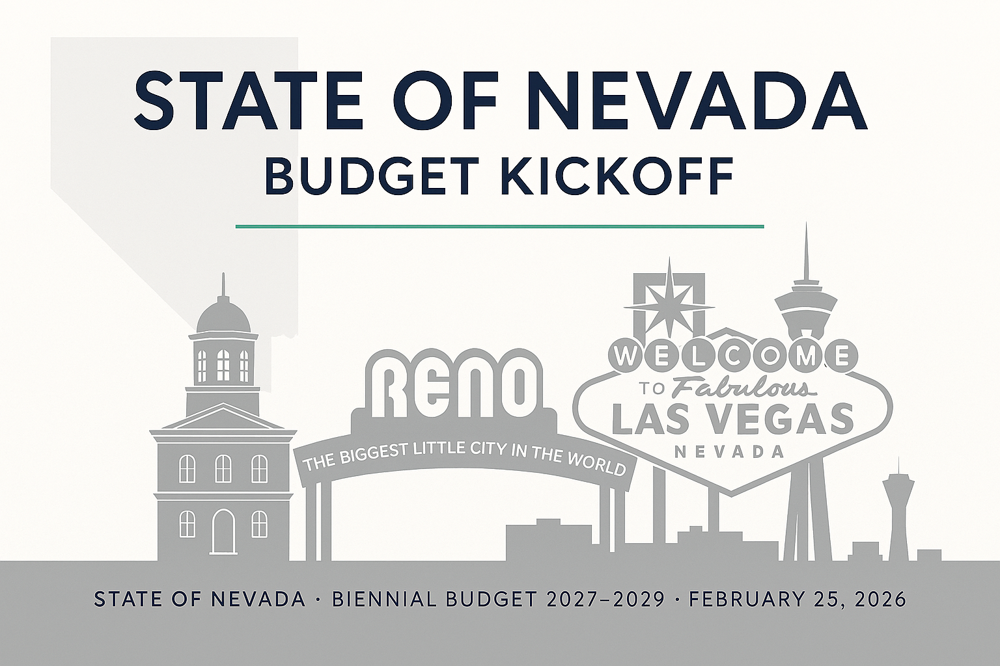 STATE OF NEVADA
BUDGET KICKOFF
RENO
THE BIGGEST LITTLE CITY IN THE WORLD
WELCOME
TO Fabulous
LAS VEGAS
NEVADA
STATE OF NEVADA · BIENNIAL BUDGET 2027–2029 · FEBRUARY 25, 2026